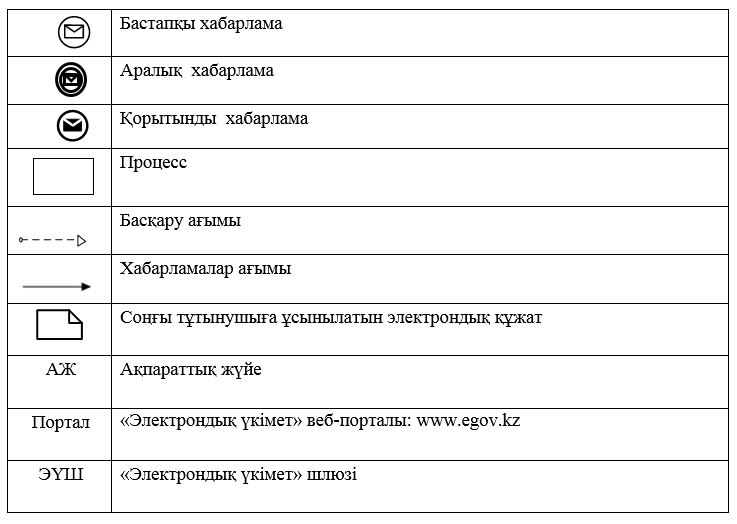 Бастапқы хабарлама
Аралық хабарлама
Қорытынды хабарлама
Процесс
Басқару ағымы
Хабарламалар ағымы
Соңғы тұтынушыға ұсынылатын электрондық құжат
АЖ Ақпараттық жүйе
Портал «Электрондық үкімет» веб-порталы: www.egov.kz
ЭҮШ «Электрондық үкімет» шлюзі